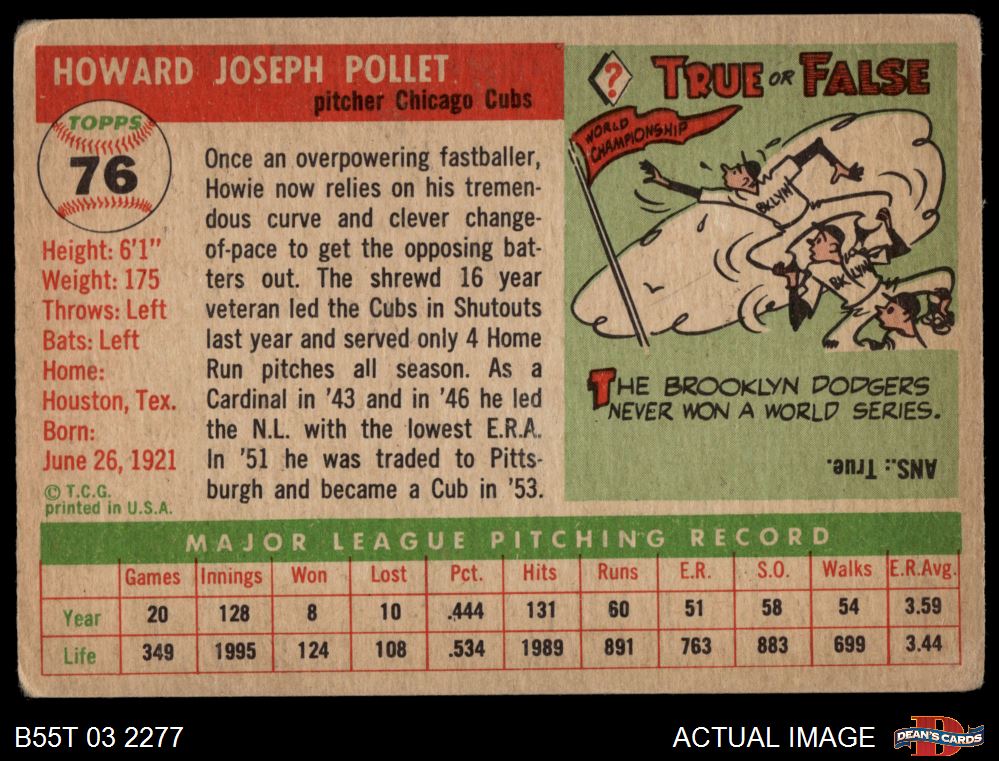 HOWARD JOSEPH POLLET
pitcher Chicago Cubs
TOPPS
76
Height: 6'1"
Weight: 175
Throws: Left
Bats: Left
Home:
Houston, Tex.
Born:
June 26, 1921
© T.C.G.
printed in U.S.A.
Once an overpowering fastballer,
Howie now relies on his tremen-
dous curve and clever change-
of-pace to get the opposing bat-
ters out. The shrewd 16 year
veteran led the Cubs in Shutouts
last year and served only 4 Home
Run pitches all season. As a
Cardinal in '43 and in '46 he led
the N.L. with the lowest E.R.A.
In '51 he was traded to Pitts-
burgh and became a Cub in '53.
? TRUE OR FALSE
WORLD
CHAMPIONSHIP
BKLYN
BKLYN
THE BROOKLYN DODGERS
NEVER WON A WORLD SERIES.
ANS.: True.
MAJOR LEAGUE PITCHING RECORD
Games Innings Won Lost Pct. Hits Runs E.R. S.O. Walks E.R.Avg.
Year 20 128 8 10 .444 131 60 51 58 54 3.59
Life 349 1995 124 108 .534 1989 891 763 883 699 3.44
B55T 03 2277
ACTUAL IMAGE
DEAN'S CARDS